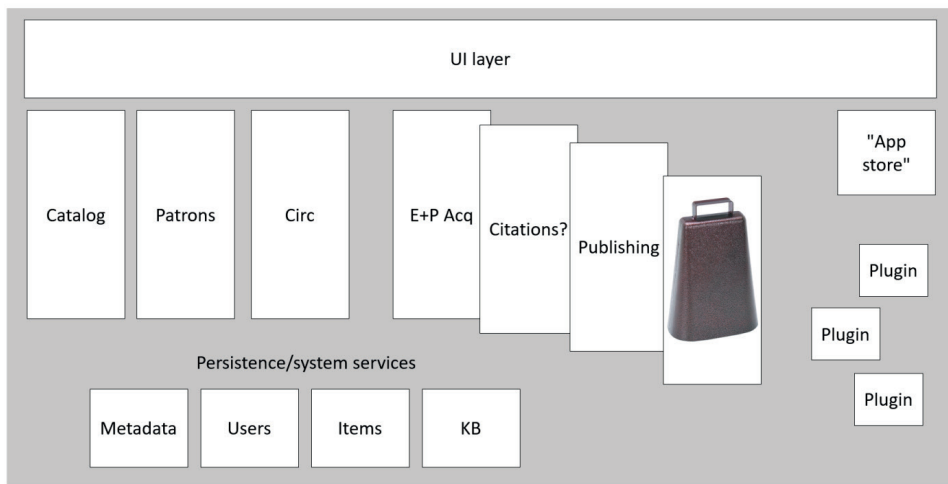 UI layer
Catalog
Patrons
Circ
E+P Acq
Citations?
Publishing
"App
store"
Plugin
Plugin
Plugin
Persistence/system services
Metadata
Users
Items
KB